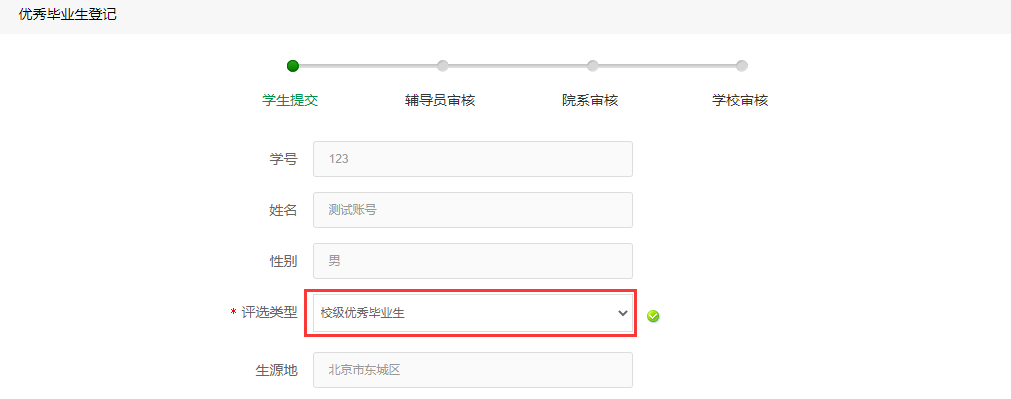 优秀毕业生登记
学生提交 辅导员审核 院系审核 学校审核
学号 123
姓名 测试账号
性别 男
* 评选类型 校级优秀毕业生
生源地 北京市东城区